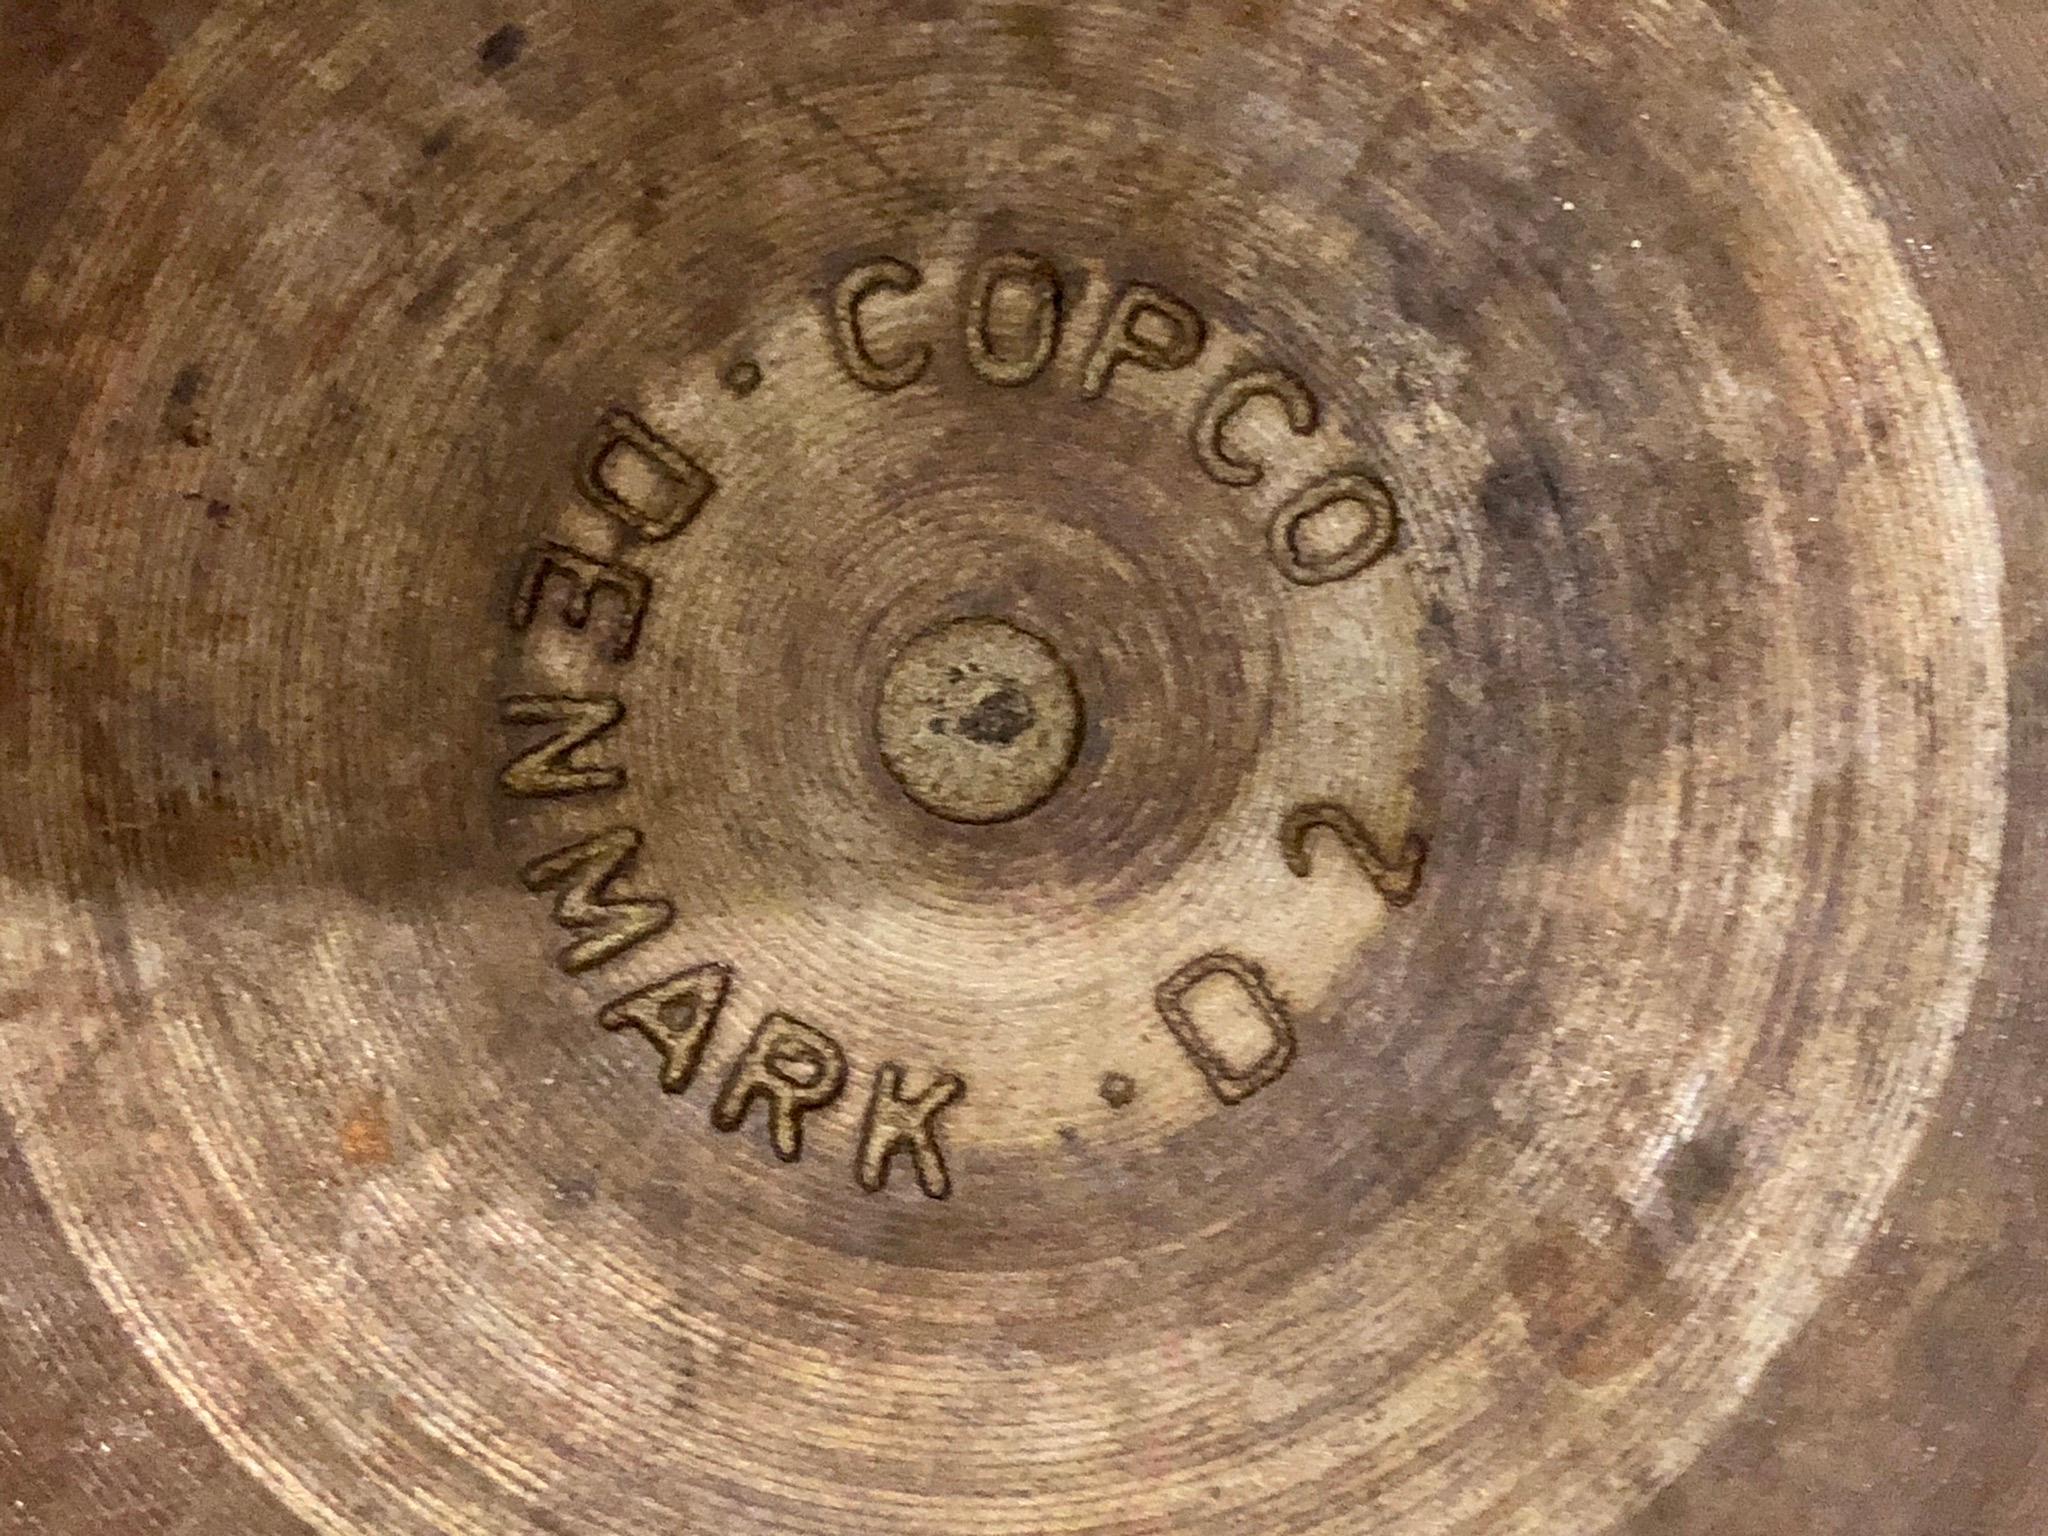 · COPCO
DENMARK · D 2